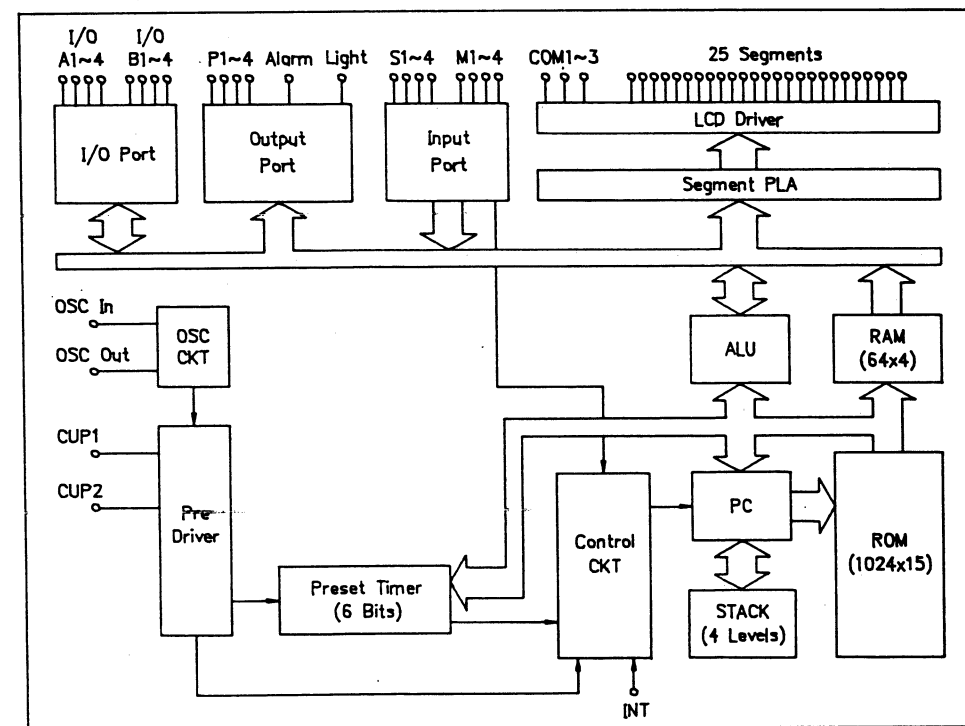 I/O I/O
A1~4 B1~4 P1~4 Alarm Light S1~4 M1~4 COM1~3 25 Segments
LCD Driver
I/O Port
Output
Port
Input
Port
Segment PLA
OSC In
OSC Out
OSC
CKT
ALU
RAM
(64x4)
CUP1
CUP2
Pre
Driver
Control
CKT
PC
ROM
(1024x15)
Preset Timer
(6 Bits)
STACK
(4 Levels)
INT